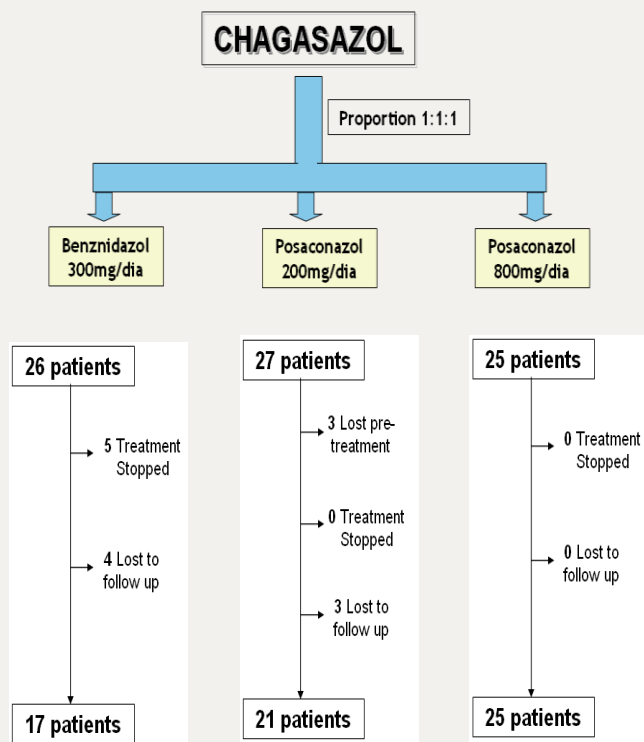 CHAGASAZOL
Proportion 1:1:1
Benznidazol
300mg/dia
Posaconazol
200mg/dia
Posaconazol
800mg/dia
26 patients
5 Treatment
Stopped
4 Lost to
follow up
17 patients
27 patients
3 Lost pre-
treatment
0 Treatment
Stopped
3 Lost to
follow up
21 patients
25 patients
0 Treatment
Stopped
0 Lost to
follow up
25 patients